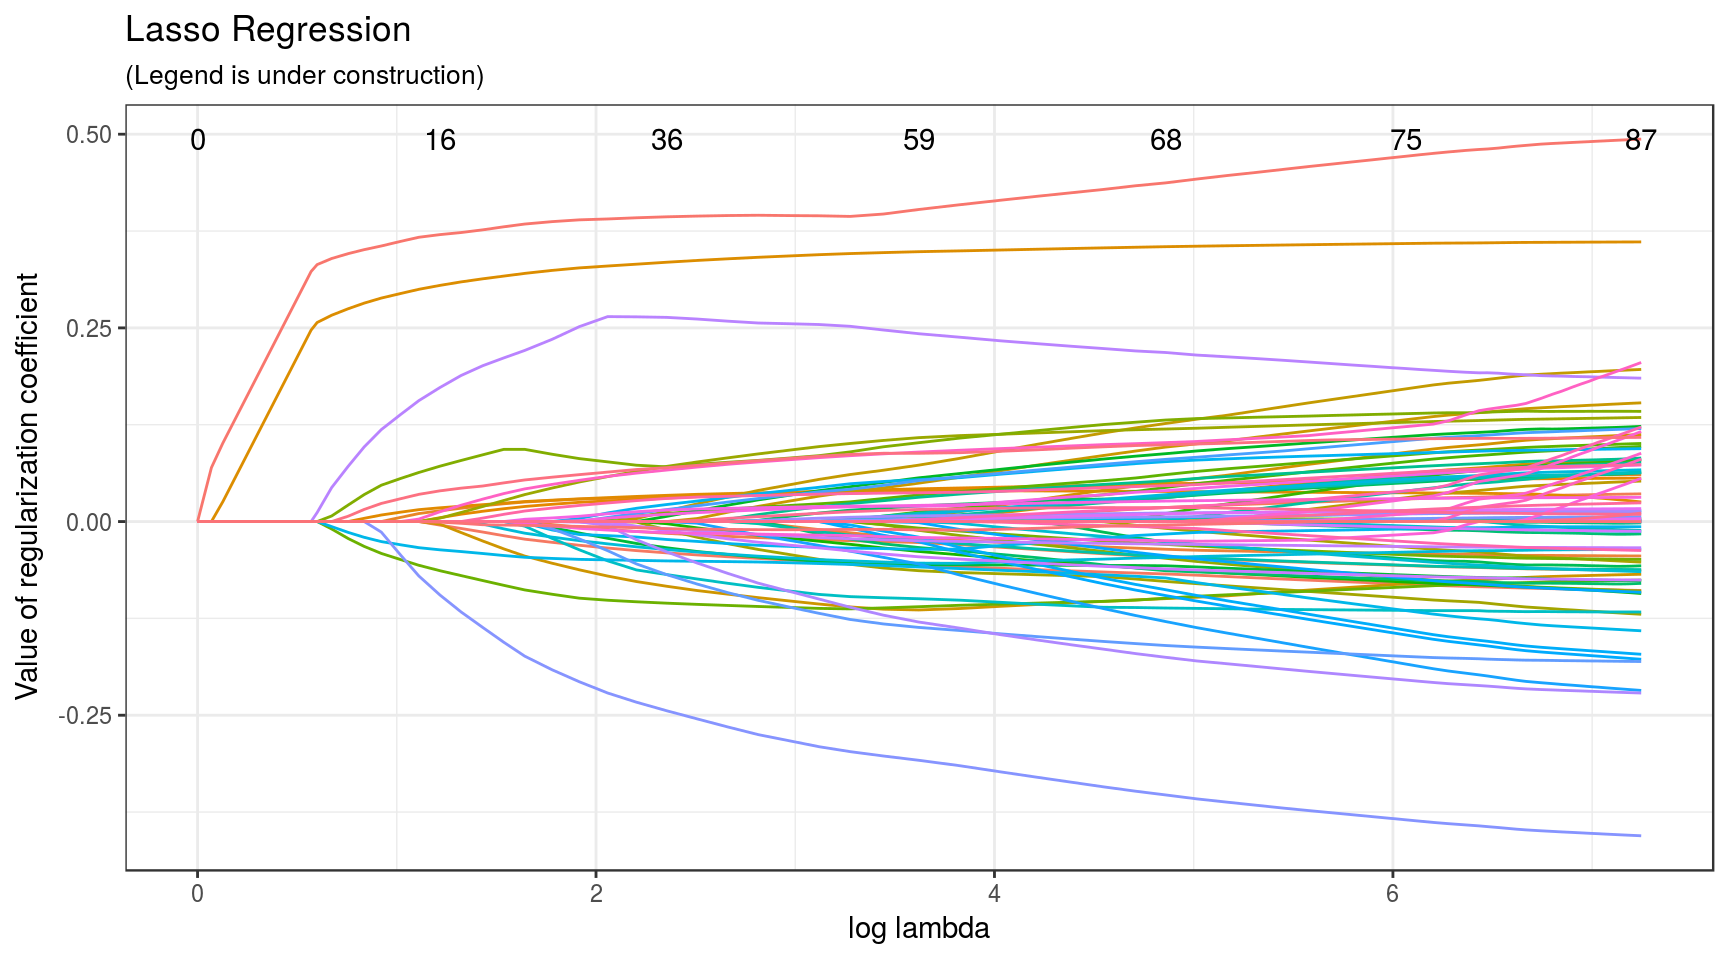 Lasso Regression
(Legend is under construction)
0 16 36 59 68 75 87
0.50
0.25
0.00
-0.25
Value of regularization coefficient
0 2 4 6
log lambda